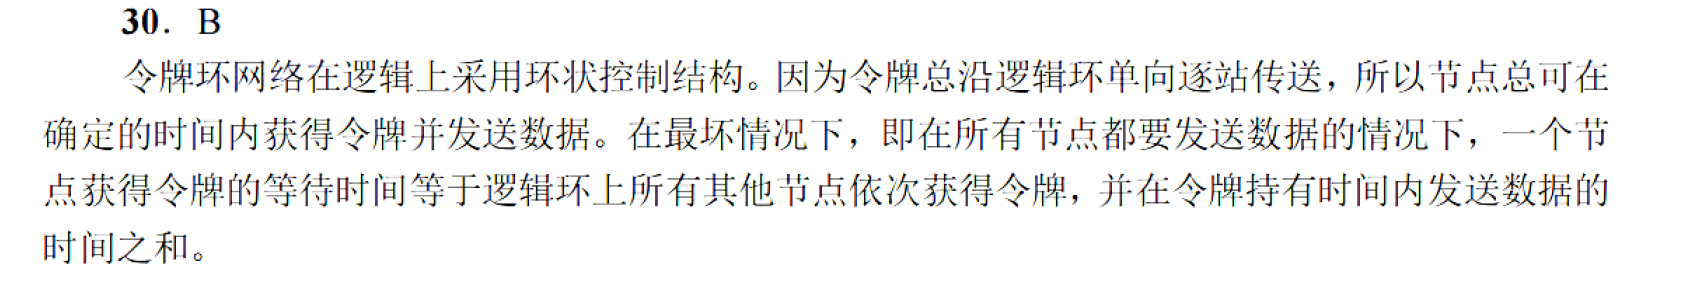 30. B
令牌环网络在逻辑上采用环状控制结构。因为令牌总沿逻辑环单向逐站传送，所以节点总可在
确定的时间内获得令牌并发送数据。在最坏情况下，即在所有节点都要发送数据的情况下，一个节
点获得令牌的等待时间等于逻辑环上所有其他节点依次获得令牌，并在令牌持有时间内发送数据的
时间之和。